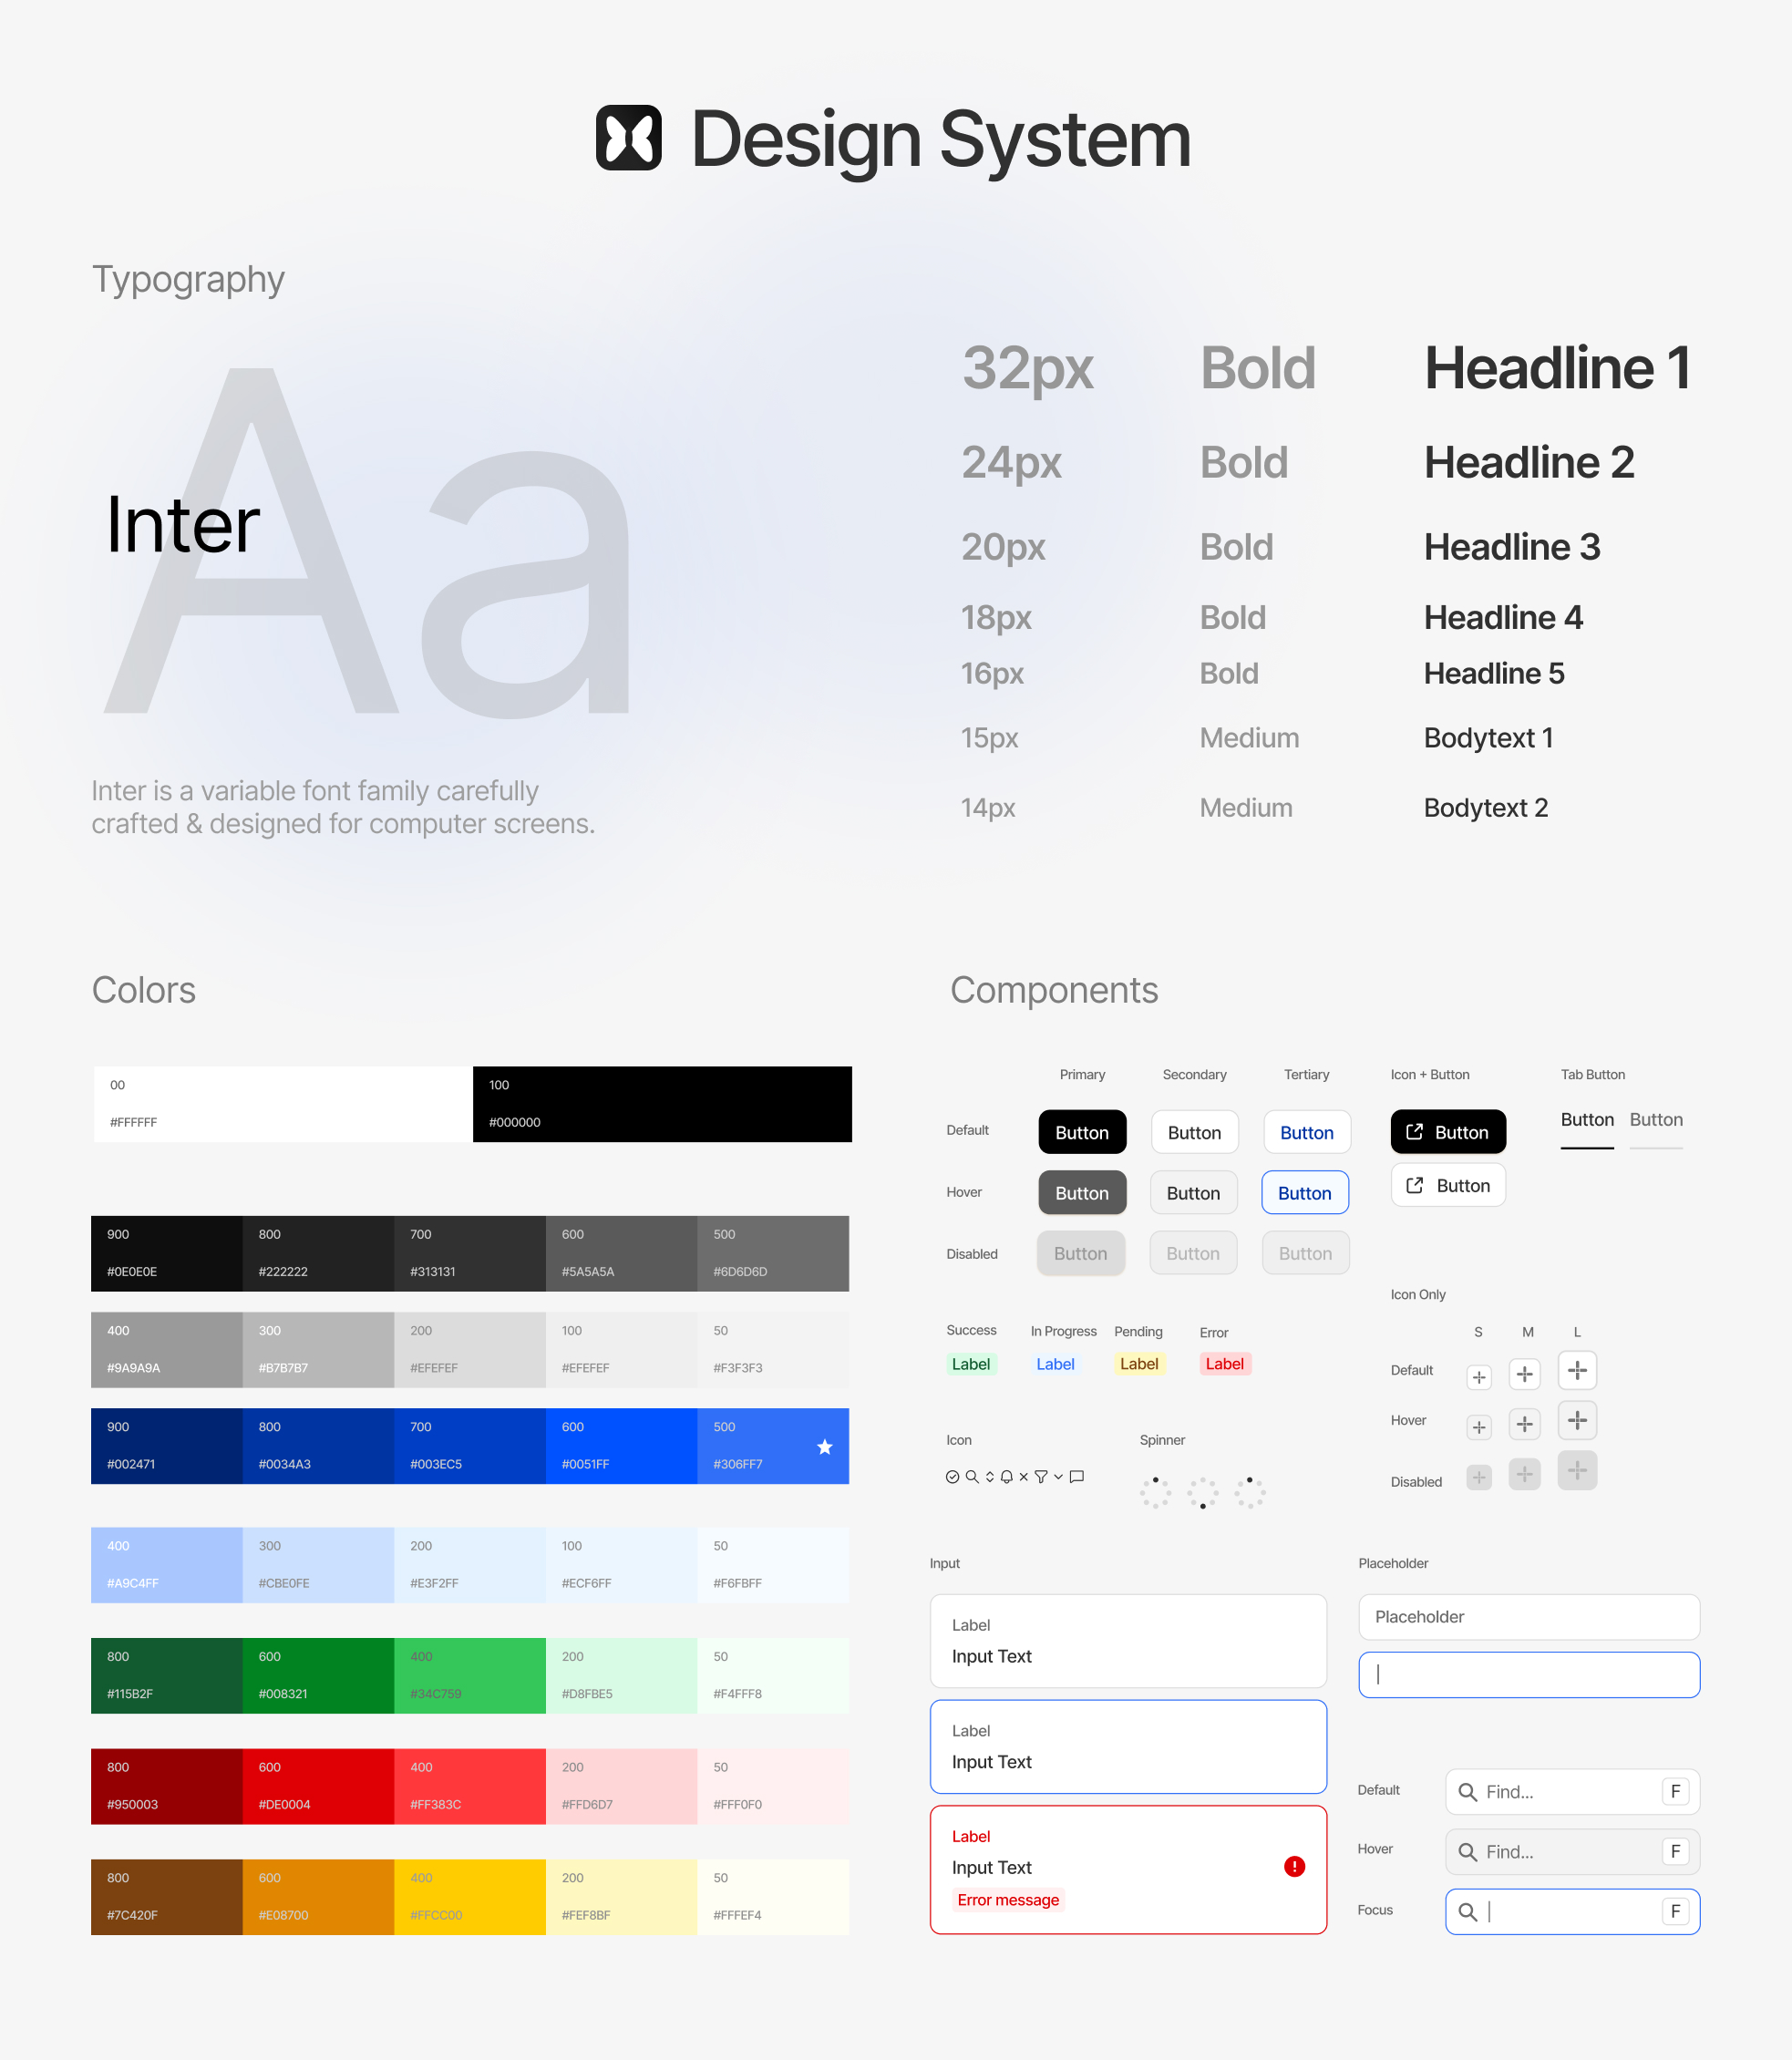 Design System
Typography
Aa
Inter
Inter is a variable font family carefully
crafted & designed for computer screens.
32px Bold Headline 1
24px Bold Headline 2
20px Bold Headline 3
18px Bold Headline 4
16px Bold Headline 5
15px Medium Bodytext 1
14px Medium Bodytext 2
Colors
00 100
#FFFFFF #000000
900 800 700 600 500
#0E0E0E #222222 #313131 #5A5A5A #6D6D6D
400 300 200 100 50
#9A9A9A #B7B7B7 #EFEFEF #EFEFEF #F3F3F3
900 800 700 600 500
#002471 #0034A3 #003EC5 #0051FF #306FF7
400 300 200 100 50
#A9C4FF #CBE0FE #E3F2FF #ECF6FF #F6FBFF
800 600 400 200 50
#115B2F #008321 #34C759 #D8FBE5 #F4FFF8
800 600 400 200 50
#950003 #DE0004 #FF383C #FFD6D7 #FFF0F0
800 600 400 200 50
#7C420F #E08700 #FFCC00 #FEF8BF #FFFEF4
Components
Primary Secondary Tertiary
Default Button Button Button
Hover Button Button Button
Disabled Button Button Button
Icon + Button
Button
Button
Tab Button
Button Button
Success In Progress Pending Error
Label Label Label Label
Icon Only
S M L
Default
Hover
Disabled
Icon
Spinner
Input
Label
Input Text
Label
Input Text
Label
Input Text
Error message
Placeholder
Placeholder
Default Find... F
Hover Find... F
Focus F